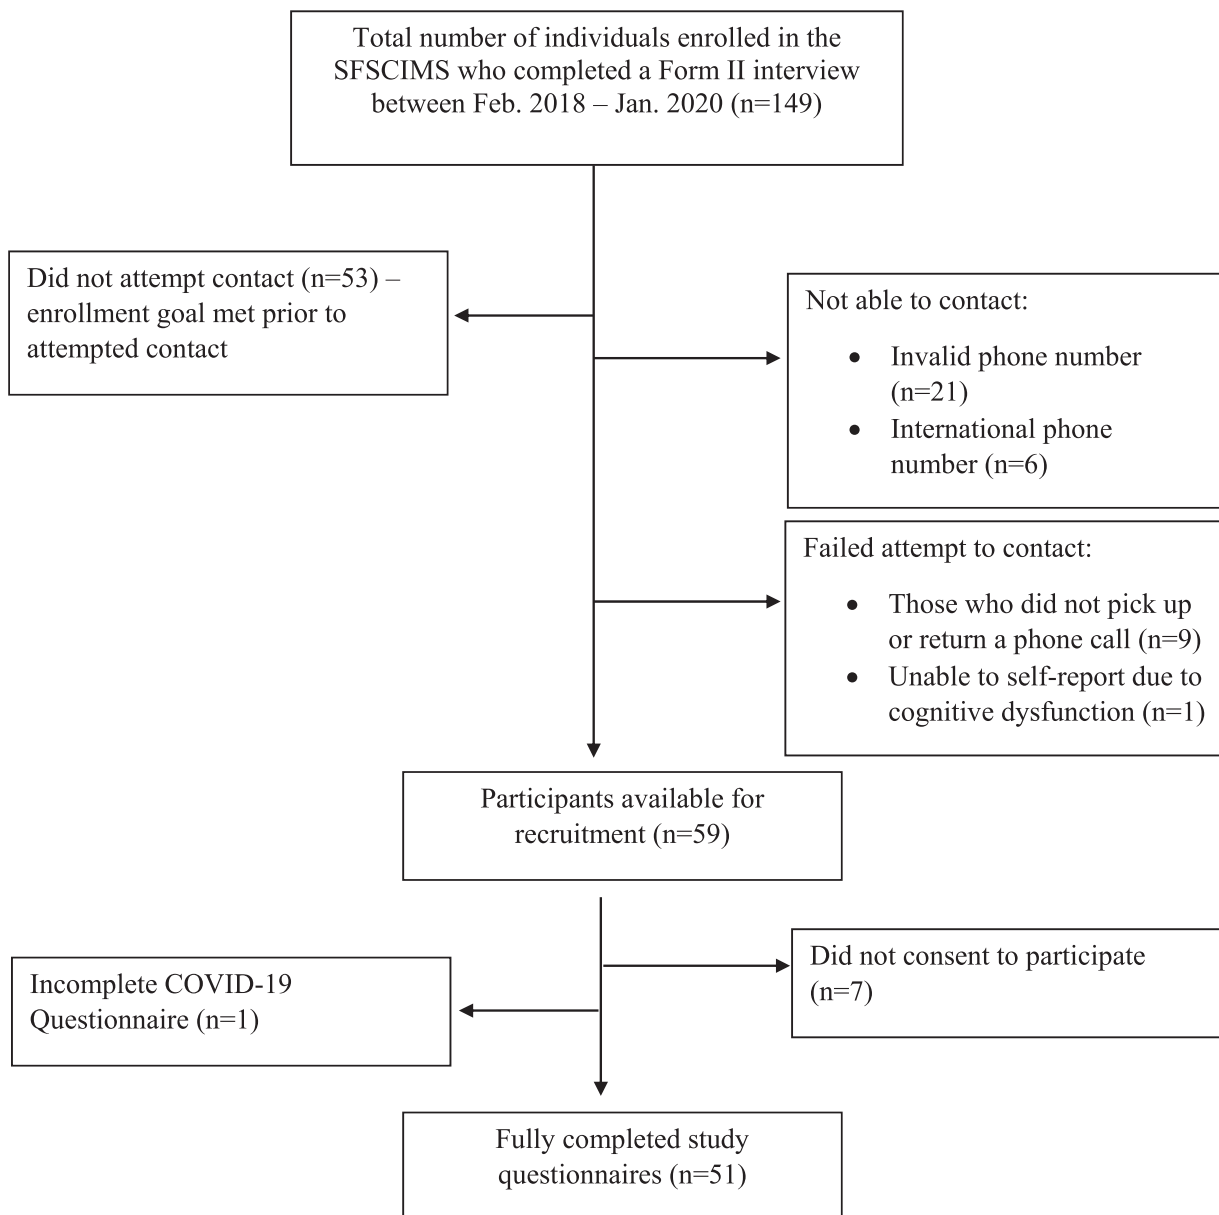 Total number of individuals enrolled in the
SFSCIMS who completed a Form II interview
between Feb. 2018 – Jan. 2020 (n=149)
Did not attempt contact (n=53) –
enrollment goal met prior to
attempted contact
Not able to contact:
• Invalid phone number
(n=21)
• International phone
number (n=6)
Failed attempt to contact:
• Those who did not pick up
or return a phone call (n=9)
• Unable to self-report due to
cognitive dysfunction (n=1)
Participants available for
recruitment (n=59)
Did not consent to participate
(n=7)
Incomplete COVID-19
Questionnaire (n=1)
Fully completed study
questionnaires (n=51)